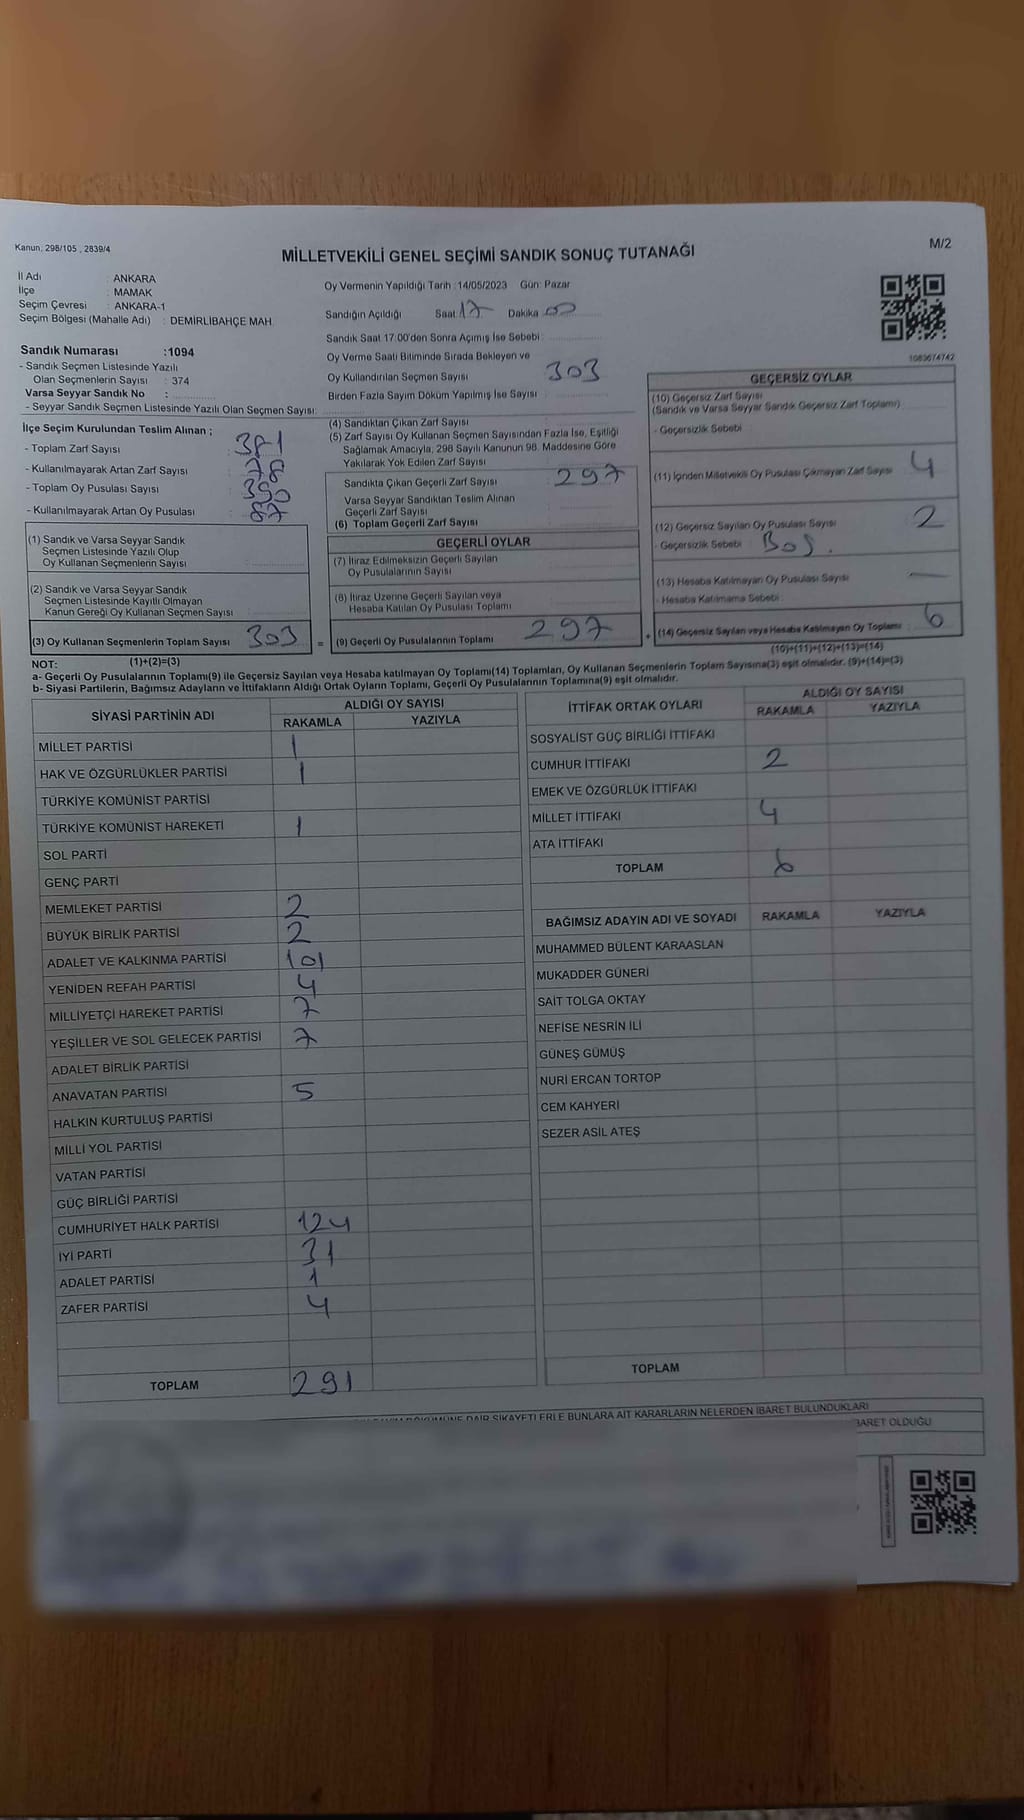 Kanun, 298/105 , 2839/4
M/2
MİLLETVEKİLİ GENEL SEÇİMİ SANDIK SONUÇ TUTANAĞI
İl Adı : ANKARA
İlçe : MAMAK
Seçim Çevresi : ANKARA-1
Seçim Bölgesi (Mahalle Adı) : DEMİRLİBAHÇE MAH.
Sandık Numarası :1094
- Sandık Seçmen Listesinde Yazılı
Olan Seçmenlerin Sayısı : 374
Varsa Seyyar Sandık No :
- Seyyar Sandık Seçmen Listesinde Yazılı Olan Seçmen Sayısı:
İlçe Seçim Kurulundan Teslim Alınan ;
- Toplam Zarf Sayısı : 381
- Kullanılmayarak Artan Zarf Sayısı : 78
- Toplam Oy Pusulası Sayısı : 390
- Kullanılmayarak Artan Oy Pusulası : 87
(1) Sandık ve Varsa Seyyar Sandık
Seçmen Listesinde Yazılı Olup
Oy Kullanan Seçmenlerin Sayısı :
(2) Sandık ve Varsa Seyyar Sandık
Seçmen Listesinde Kayıtlı Olmayan
Kanun Gereği Oy Kullanan Seçmen Sayısı :
(3) Oy Kullanan Seçmenlerin Toplam Sayısı : 303
Oy Vermenin Yapıldığı Tarih :14/05/2023 Gün: Pazar
Sandığın Açıldığı Saat 17 Dakika 00
Sandık Saat 17:00'den Sonra Açımış İse Sebebi :
Oy Verme Saati Bitiminde Sırada Bekleyen ve
Oy Kullandırılan Seçmen Sayısı : 303
Birden Fazla Sayım Döküm Yapılmış İse Sayısı :
(4) Sandıktan Çıkan Zarf Sayısı :
(5) Zarf Sayısı Oy Kullanan Seçmen Sayısından Fazla İse, Eşitliği
Sağlamak Amacıyla, 298 Sayılı Kanunun 98. Maddesine Göre
Yakılarak Yok Edilen Zarf Sayısı :
Sandıkta Çıkan Geçerli Zarf Sayısı : 297
Varsa Seyyar Sandıktan Teslim Alınan
Geçerli Zarf Sayısı :
(6) Toplam Geçerli Zarf Sayısı :
GEÇERLİ OYLAR
(7) İtiraz Edilmeksizin Geçerli Sayılan
Oy Pusulalarının Sayısı :
(8) İtiraz Üzerine Geçerli Sayılan veya
Hesaba Katılan Oy Pusulası Toplamı :
= (9) Geçerli Oy Pusulalarının Toplamı : 297
1083674742
GEÇERSİZ OYLAR
(10) Geçersiz Zarf Sayısı
(Sandık ve Varsa Seyyar Sandık Geçersiz Zarf Toplamı) :
- Geçersizlik Sebebi :
(11) İçinden Milletvekili Oy Pusulası Çıkmayan Zarf Sayısı : 4
(12) Geçersiz Sayılan Oy Pusulası Sayısı : 2
- Geçersizlik Sebebi : Boş.
(13) Hesaba Katılmayan Oy Pusulası Sayısı : —
- Hesaba Katılmama Sebebi :
+ (14) Geçersiz Sayılan veya Hesaba Katılmayan Oy Toplamı : 6
NOT: (1)+(2)=(3) (10)+(11)+(12)+(13)=(14)
a- Geçerli Oy Pusulalarının Toplamı(9) ile Geçersiz Sayılan veya Hesaba katılmayan Oy Toplamı(14) Toplamları, Oy Kullanan Seçmenlerin Toplam Sayısına(3) eşit olmalıdır. (9)+(14)=(3)
b- Siyasi Partilerin, Bağımsız Adayların ve İttifakların Aldığı Ortak Oyların Toplamı, Geçerli Oy Pusulalarının Toplamına(9) eşit olmalıdır.
SİYASİ PARTİNİN ADI ALDIĞI OY SAYISI
RAKAMLA YAZIYLA
MİLLET PARTİSİ 1
HAK VE ÖZGÜRLÜKLER PARTİSİ 1
TÜRKİYE KOMÜNİST PARTİSİ
TÜRKİYE KOMÜNİST HAREKETİ 1
SOL PARTİ
GENÇ PARTİ
MEMLEKET PARTİSİ 2
BÜYÜK BİRLİK PARTİSİ 2
ADALET VE KALKINMA PARTİSİ 101
YENİDEN REFAH PARTİSİ 4
MİLLİYETÇİ HAREKET PARTİSİ 7
YEŞİLLER VE SOL GELECEK PARTİSİ 7
ADALET BİRLİK PARTİSİ
ANAVATAN PARTİSİ 5
HALKIN KURTULUŞ PARTİSİ
MİLLİ YOL PARTİSİ
VATAN PARTİSİ
GÜÇ BİRLİĞİ PARTİSİ
CUMHURİYET HALK PARTİSİ 124
İYİ PARTİ 31
ADALET PARTİSİ 1
ZAFER PARTİSİ 4
TOPLAM 291
İTTİFAK ORTAK OYLARI ALDIĞI OY SAYISI
RAKAMLA YAZIYLA
SOSYALİST GÜÇ BİRLİĞİ İTTİFAKI
CUMHUR İTTİFAKI 2
EMEK VE ÖZGÜRLÜK İTTİFAKI
MİLLET İTTİFAKI 4
ATA İTTİFAKI
TOPLAM 6
BAĞIMSIZ ADAYIN ADI VE SOYADI RAKAMLA YAZIYLA
MUHAMMED BÜLENT KARAASLAN
MUKADDER GÜNERİ
SAİT TOLGA OKTAY
NEFİSE NESRİN İLİ
GÜNEŞ GÜMÜŞ
NURİ ERCAN TORTOP
CEM KAHYERİ
SEZER ASİL ATEŞ
TOPLAM
DAİR ŞİKAYETLERLE BUNLARA AİT KARARLARIN NELERDEN İBARET BULUNDUKLARI
İBARET OLDUĞU